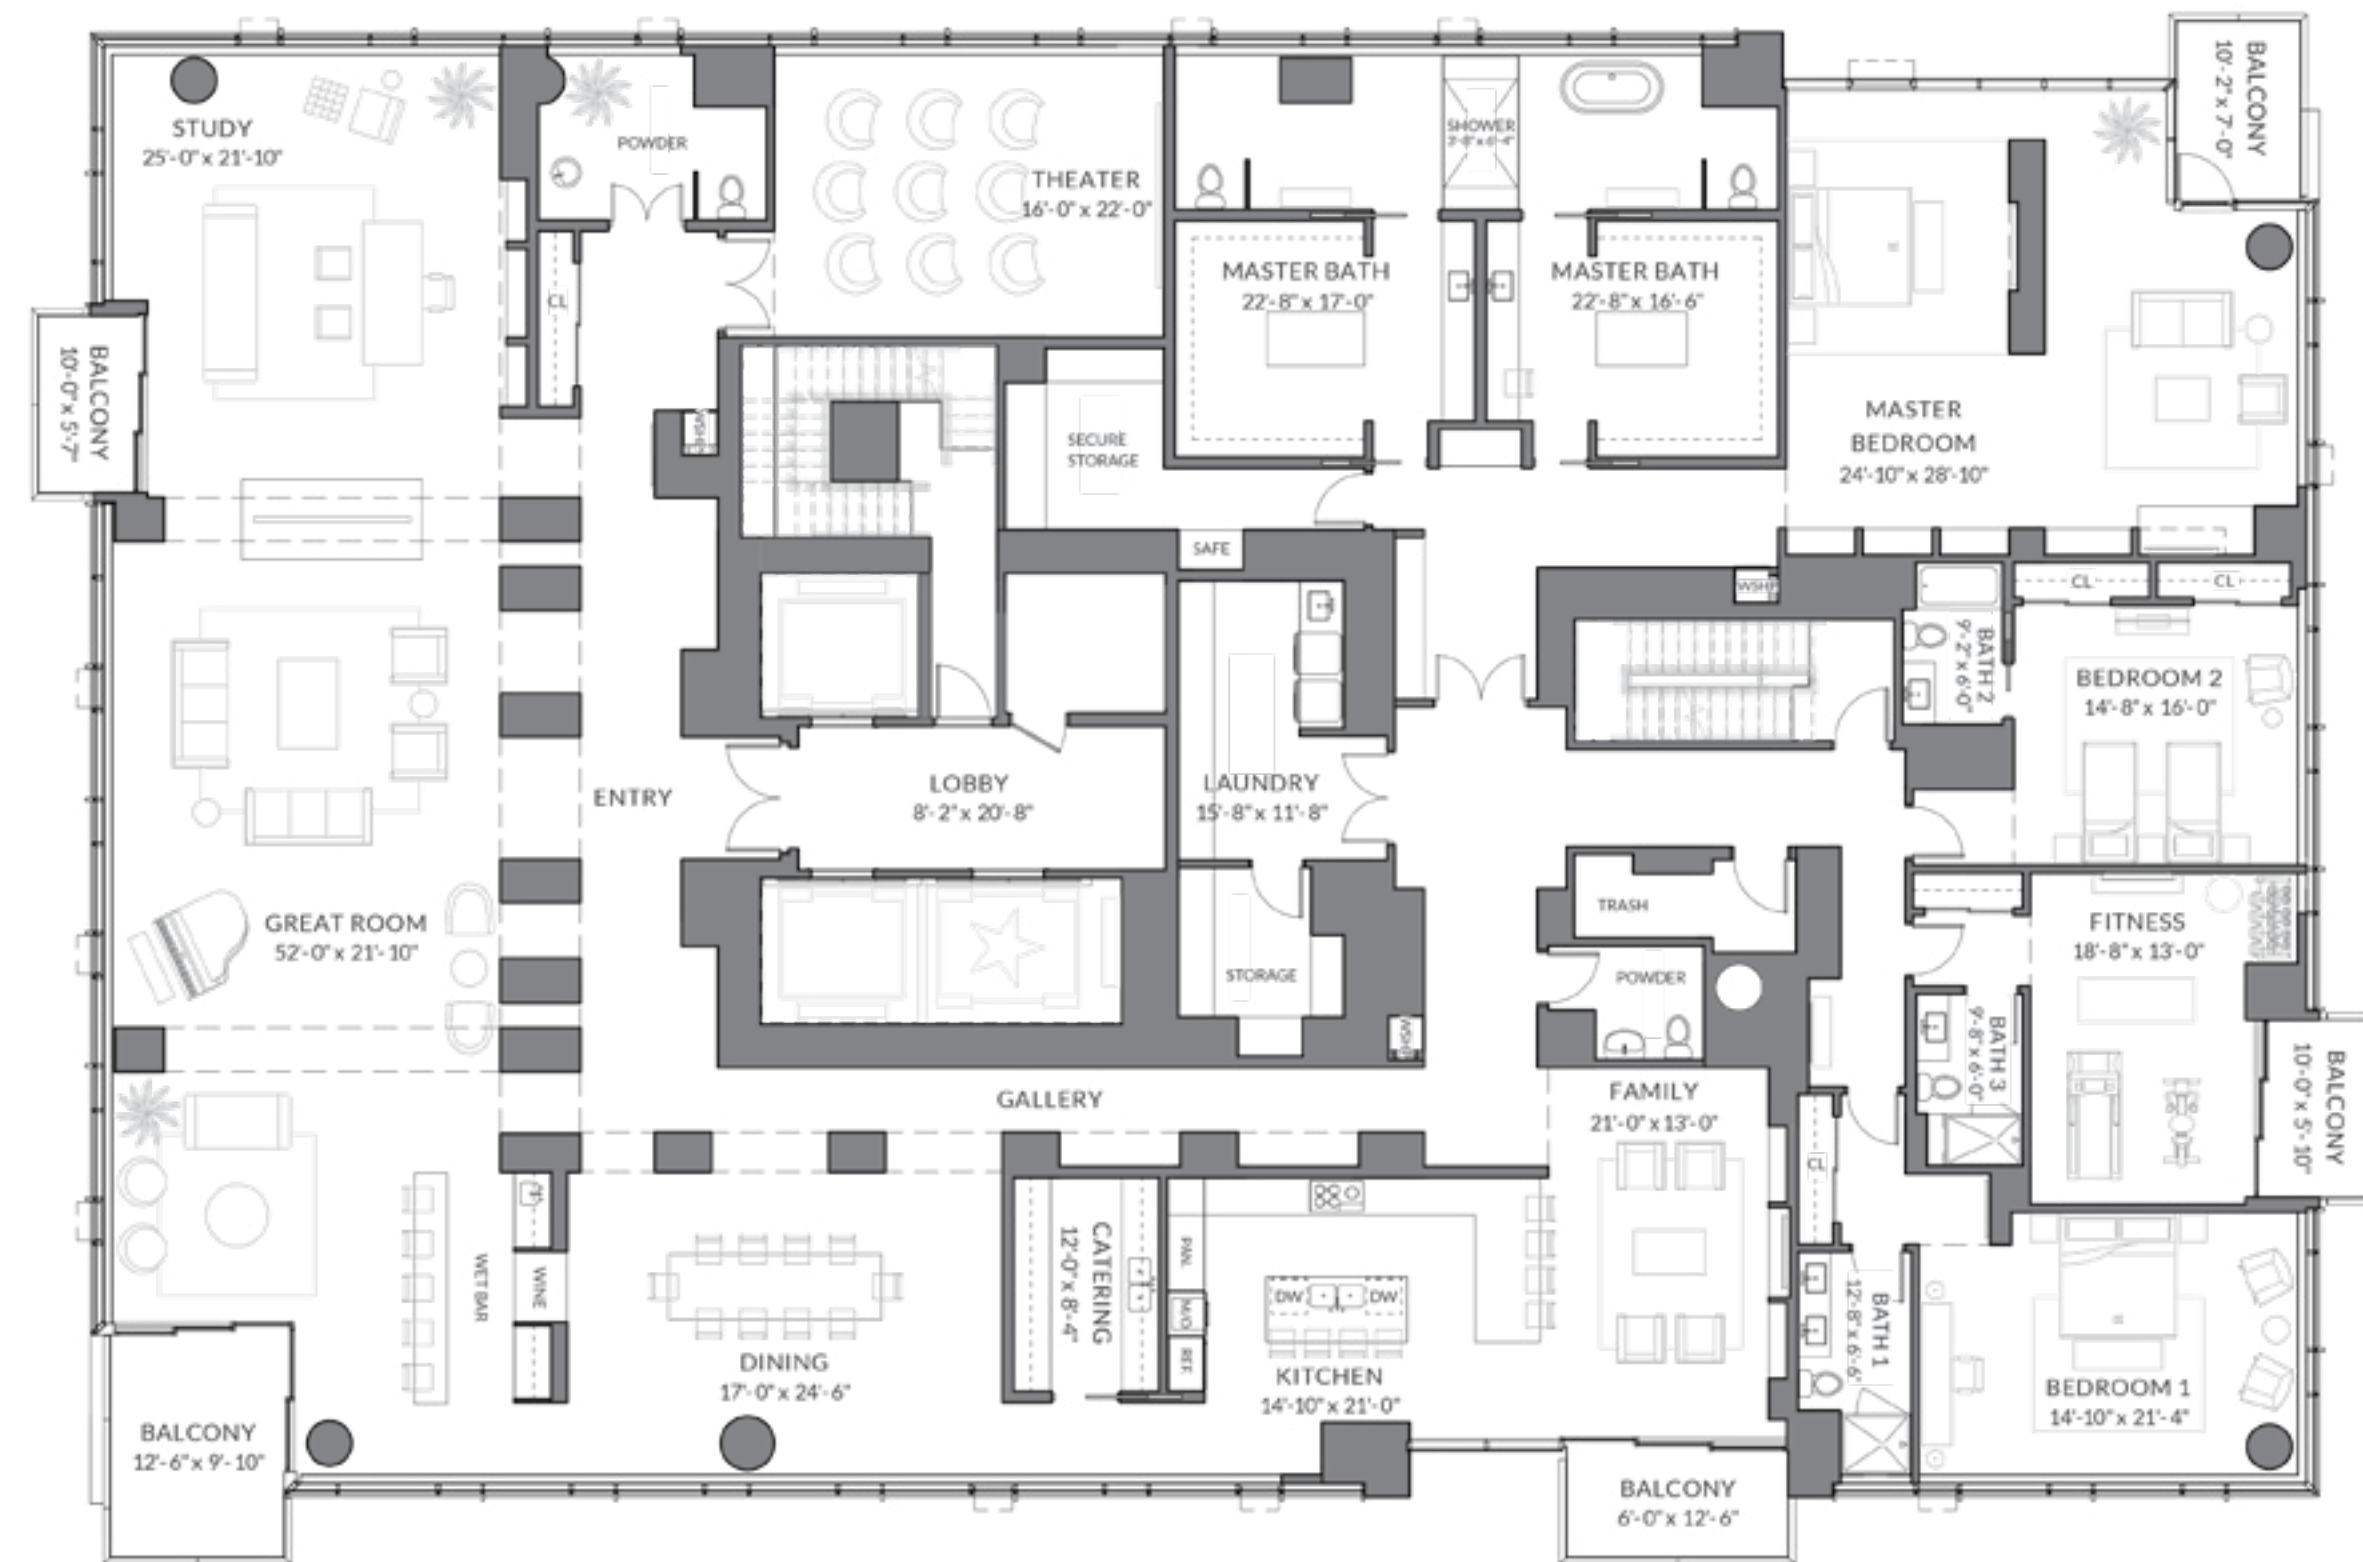 STUDY
25'-0" x 21'-10"
POWDER
THEATER
16'-0" x 22'-0"
SHOWER
MASTER BATH
22'-8" x 17'-0"
MASTER BATH
22'-8" x 16'-6"
BALCONY
10'-2" x 7'-0"
CL
BALCONY
10'-0" x 5'-7"
WSHP
SECURE
STORAGE
MASTER
BEDROOM
24'-10" x 28'-10"
SAFE
WSHP
CL
CL
BATH 2
9'-2" x 6'-0"
BEDROOM 2
14'-8" x 16'-0"
ENTRY
LOBBY
8'-2" x 20'-8"
LAUNDRY
15'-8" x 11'-8"
GREAT ROOM
52'-0" x 21'-10"
TRASH
FITNESS
18'-8" x 13'-0"
STORAGE
POWDER
WSHP
BATH 3
9'-8" x 6'-0"
BALCONY
10'-0" x 5'-10"
GALLERY
FAMILY
21'-0" x 13'-0"
CL
WET BAR
WINE
CATERING
12'-0" x 8'-4"
PAN.
M/O
REF.
DW
DW
KITCHEN
14'-10" x 21'-0"
DINING
17'-0" x 24'-6"
BATH 1
12'-8" x 6'-6"
BEDROOM 1
14'-10" x 21'-4"
BALCONY
12'-6" x 9'-10"
BALCONY
6'-0" x 12'-6"